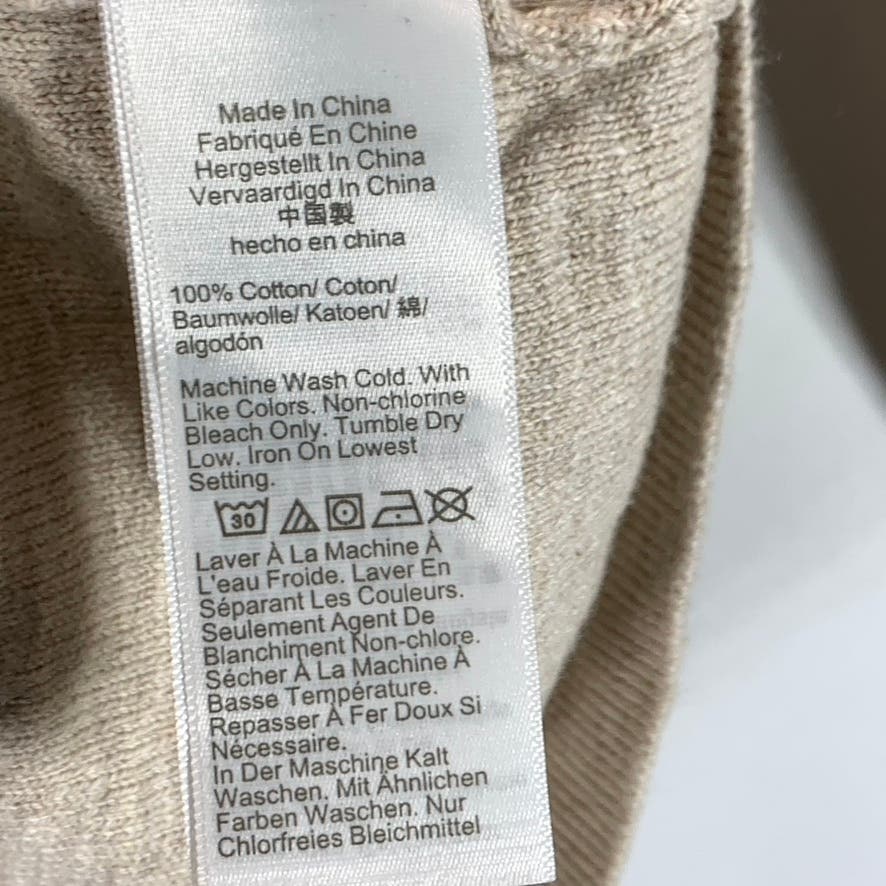 Made In China
Fabriqué En Chine
Hergestellt In China
Vervaardigd In China
中国製
hecho en china
100% Cotton/ Coton/
Baumwolle/ Katoen/ 綿/
algodón
Machine Wash Cold. With
Like Colors. Non-chlorine
Bleach Only. Tumble Dry
Low. Iron On Lowest
Setting.
30
Laver À La Machine À
L'eau Froide. Laver En
Séparant Les Couleurs.
Seulement Agent De
Blanchiment Non-chlore.
Sécher À La Machine À
Basse Température.
Repasser À Fer Doux Si
Nécessaire.
In Der Maschine Kalt
Waschen. Mit Ähnlichen
Farben Waschen. Nur
Chlorfreies Bleichmittel